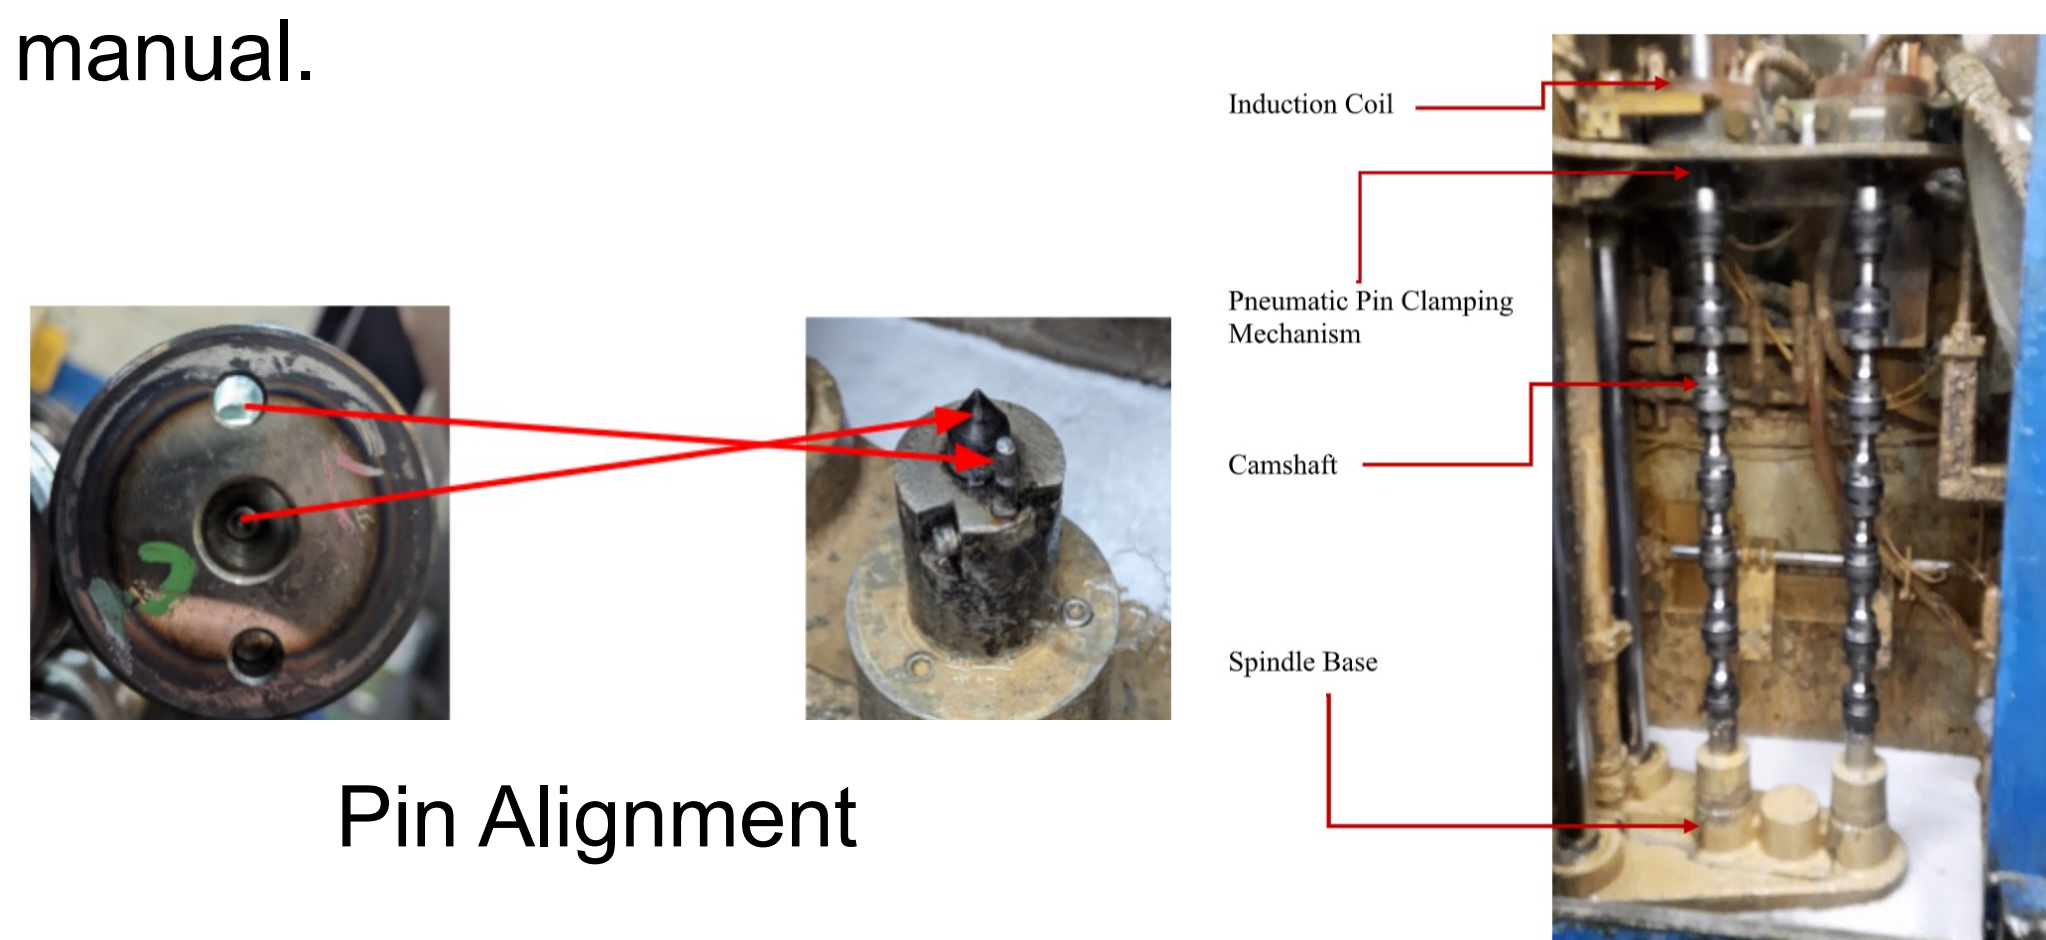 manual.
Induction Coil
Pneumatic Pin Clamping
Mechanism
Camshaft
Spindle Base
Pin Alignment